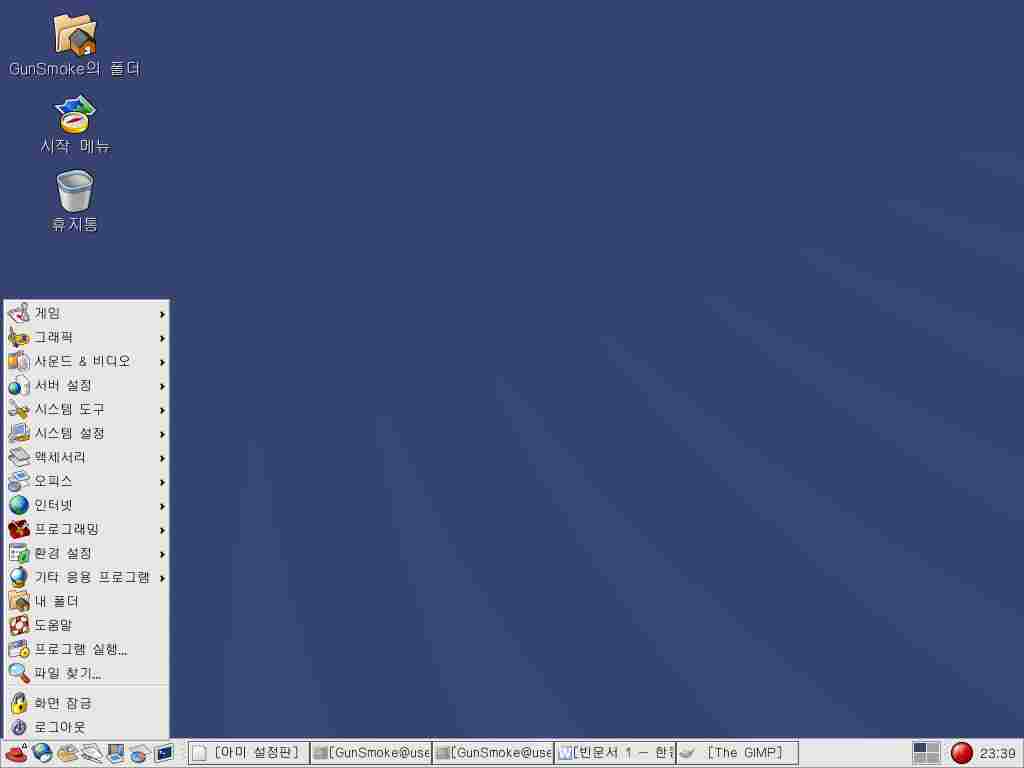 GunSmoke의 폴더
시작 메뉴
휴지통
게임
그래픽
사운드 & 비디오
서버 설정
시스템 도구
시스템 설정
액세서리
오피스
인터넷
프로그래밍
환경 설정
기타 응용 프로그램
내 폴더
도움말
프로그램 실행...
파일 찾기...
화면 잠금
로그아웃
[아미 설정판]
[GunSmoke@use
[GunSmoke@use
[빈문서 1 - 한
[The GIMP]
23:39